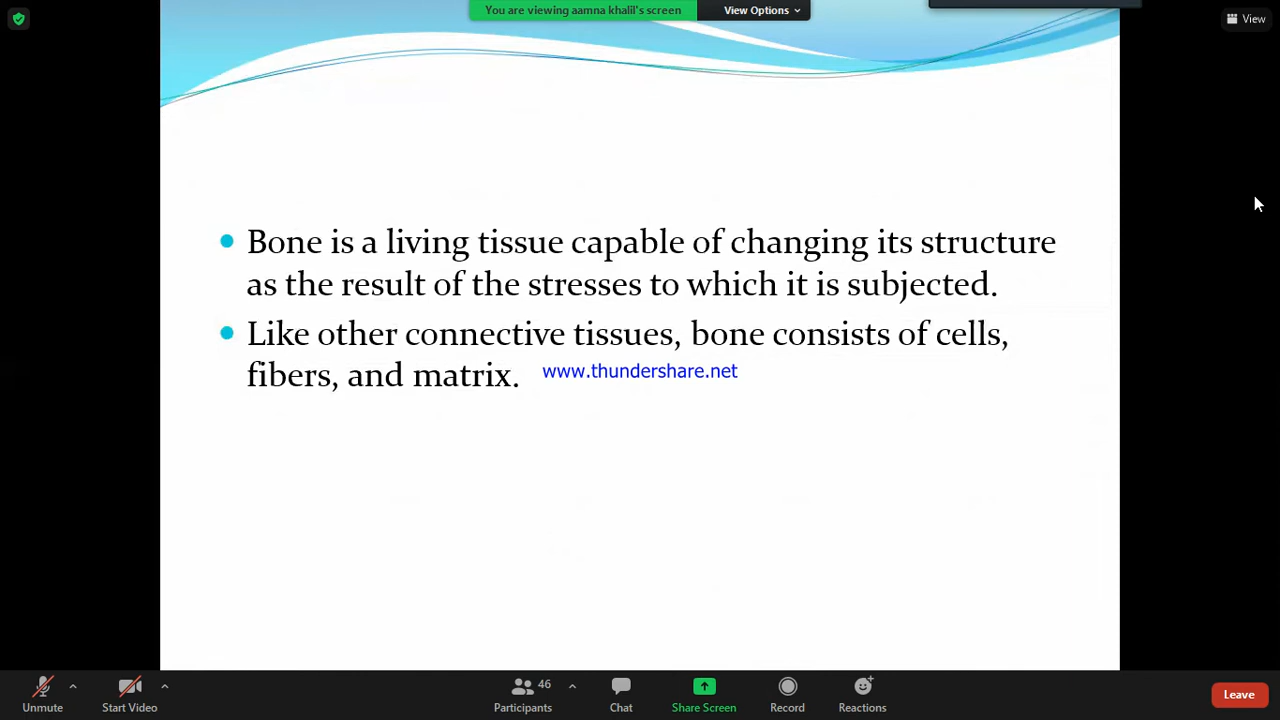 You are viewing aamna khalil's screen
View Options
View
• Bone is a living tissue capable of changing its structure
as the result of the stresses to which it is subjected.
• Like other connective tissues, bone consists of cells,
fibers, and matrix. www.thundershare.net
Unmute
Start Video
46
Participants
Chat
Share Screen
Record
Reactions
Leave